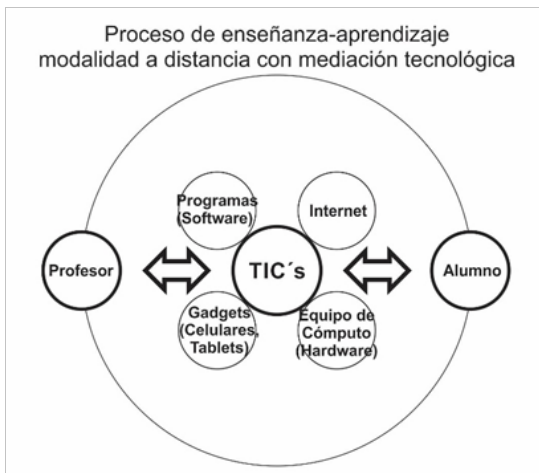 Proceso de enseñanza-aprendizaje
modalidad a distancia con mediación tecnológica
Programas
(Software)
Internet
Profesor
TIC´s
Alumno
Gadgets
(Celulares,
Tablets)
Equipo de
Cómputo
(Hardware)